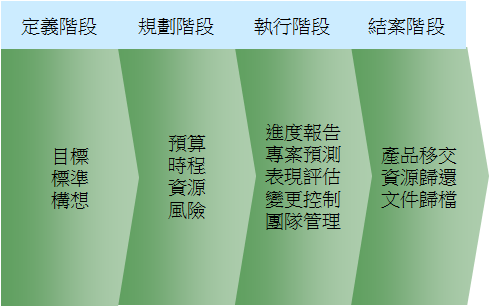 定義階段
規劃階段
執行階段
結案階段
目標
標準
構想
預算
時程
資源
風險
進度報告
專案預測
表現評估
變更控制
團隊管理
產品移交
資源歸還
文件歸檔